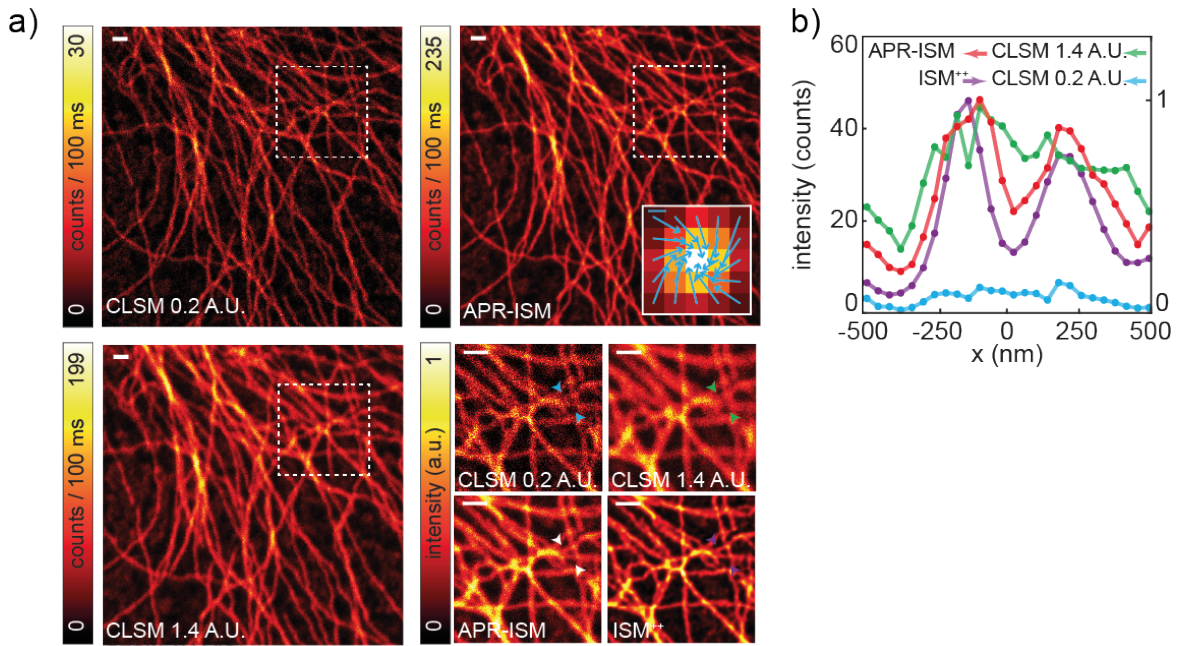 a)
30
counts / 100 ms
0
CLSM 0.2 A.U.
235
counts / 100 ms
0
APR-ISM
199
counts / 100 ms
0
CLSM 1.4 A.U.
1
intensity (a.u.)
0
CLSM 0.2 A.U.
CLSM 1.4 A.U.
APR-ISM
ISM⁺⁺
b)
APR-ISM CLSM 1.4 A.U.
ISM⁺⁺ CLSM 0.2 A.U.
intensity (counts)
60
40
20
0
1
0
-500 -250 0 250 500
x (nm)